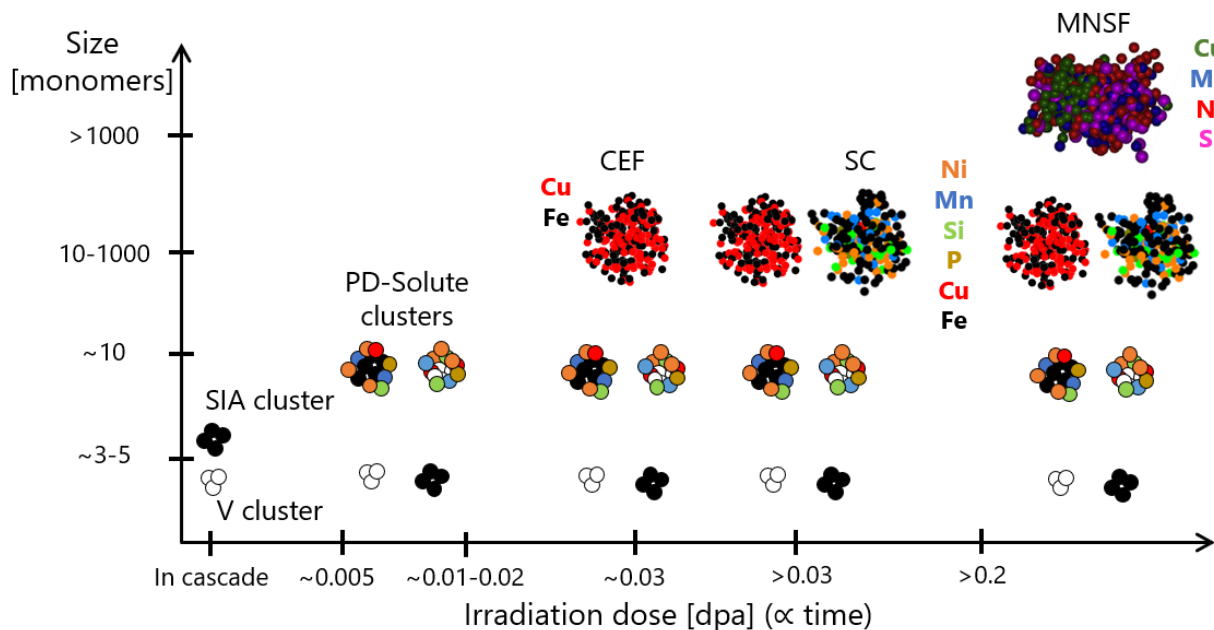 MNSF
Size
[monomers]
Cu
M
N
S
>1000
CEF
SC
Cu
Fe
Ni
Mn
Si
P
Cu
Fe
10-1000
PD-Solute
clusters
~10
SIA cluster
~3-5
V cluster
In cascade
~0.005
~0.01-0.02
~0.03
>0.03
>0.2
Irradiation dose [dpa] (∝ time)